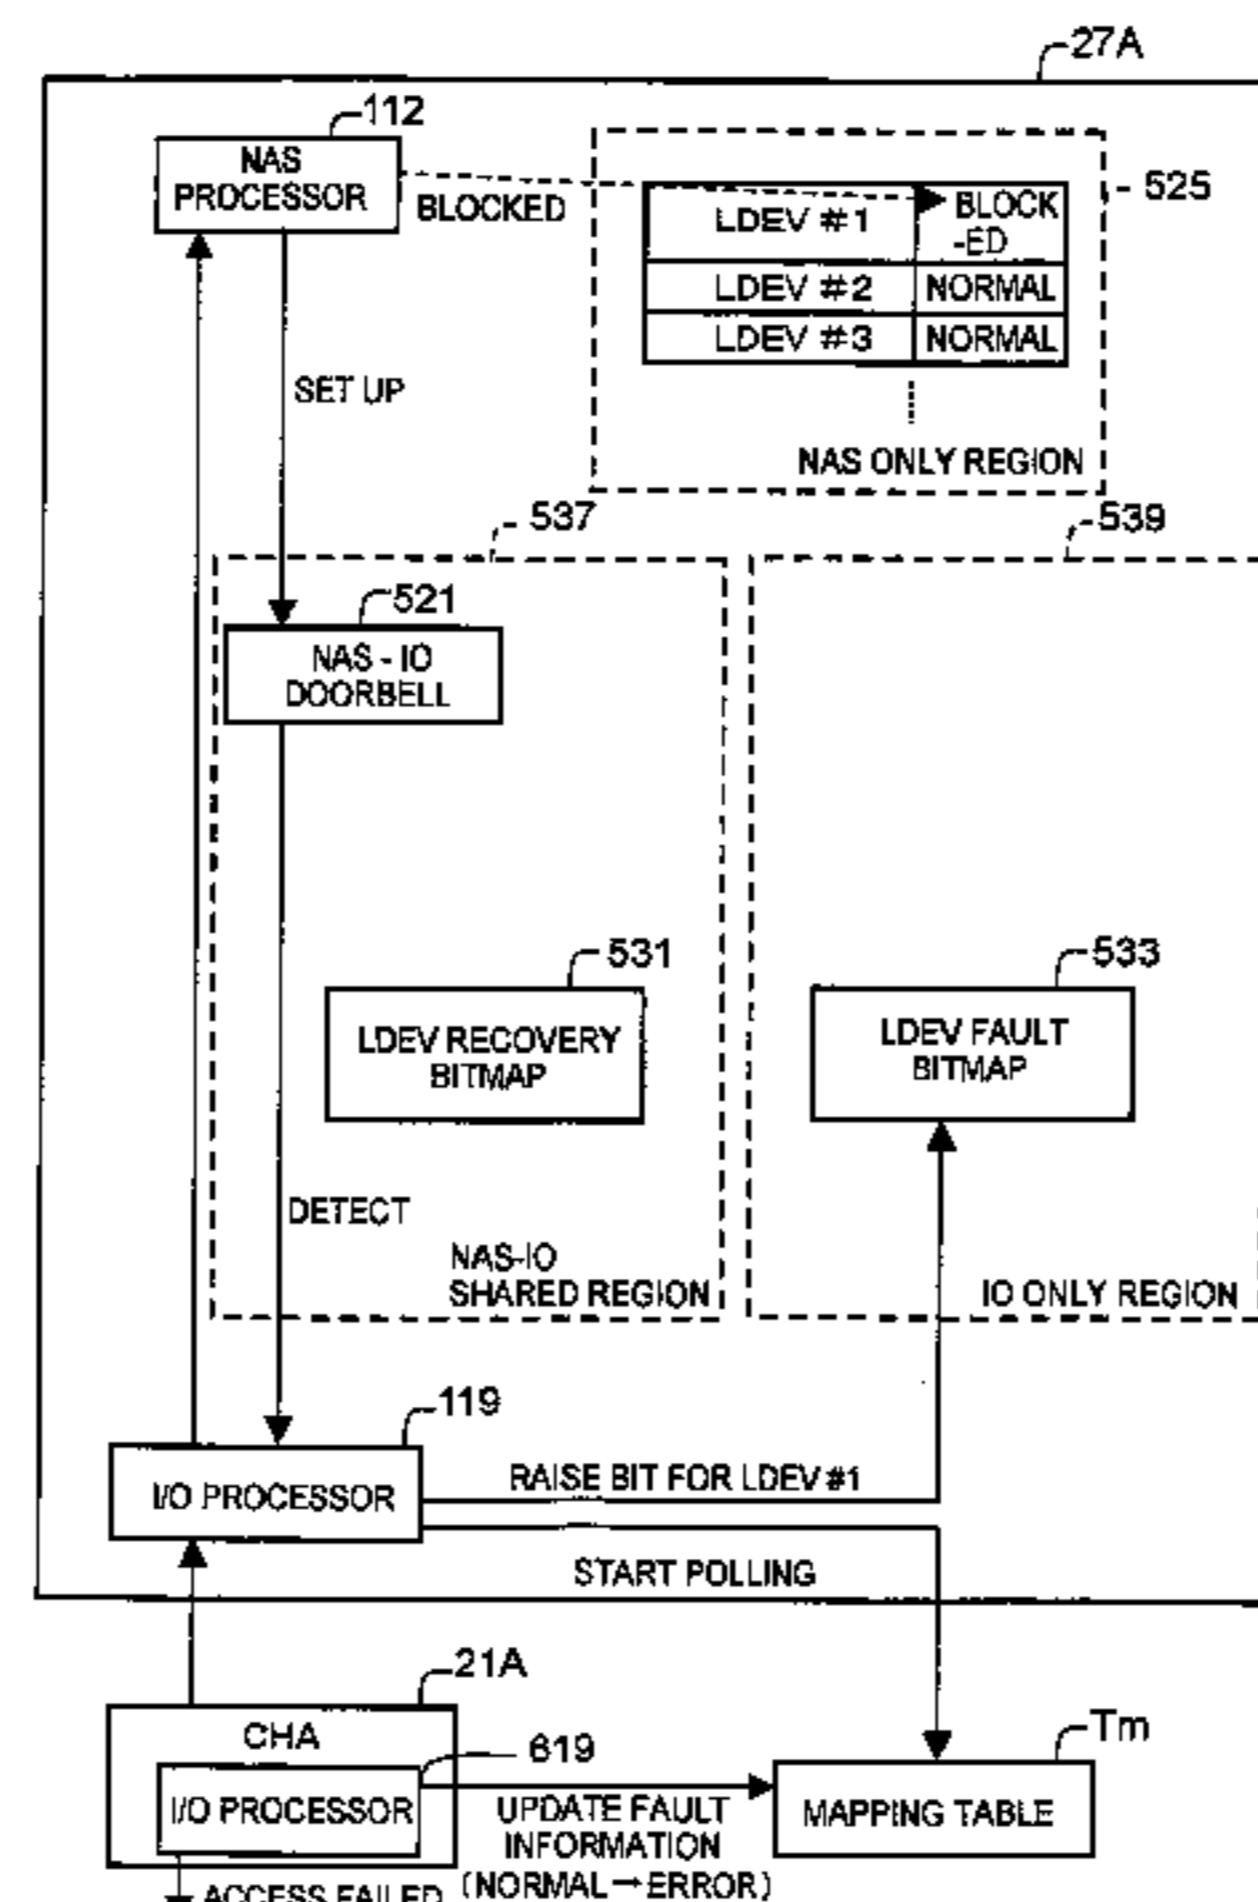 27A
112
NAS
PROCESSOR
BLOCKED
525
LDEV #1
BLOCK
-ED
LDEV #2
NORMAL
LDEV #3
NORMAL
NAS ONLY REGION
SET UP
537
539
521
NAS - IO
DOORBELL
531
LDEV RECOVERY
BITMAP
533
LDEV FAULT
BITMAP
DETECT
NAS-IO
SHARED REGION
IO ONLY REGION
119
I/O PROCESSOR
RAISE BIT FOR LDEV #1
START POLLING
21A
CHA
619
I/O PROCESSOR
UPDATE FAULT
INFORMATION
(NORMAL→ERROR)
Tm
MAPPING TABLE
ACCESS FAILED